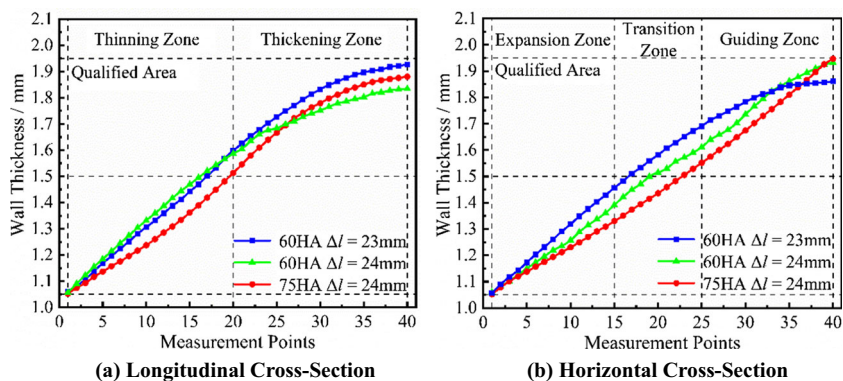 2.1
2.0
1.9
1.8
1.7
1.6
1.5
1.4
1.3
1.2
1.1
1.0
Wall Thickness / mm
Thinning Zone
Thickening Zone
Qualified Area
60HA Δl = 23mm
60HA Δl = 24mm
75HA Δl = 24mm
0 5 10 15 20 25 30 35 40
Measurement Points
(a) Longitudinal Cross-Section
2.1
2.0
1.9
1.8
1.7
1.6
1.5
1.4
1.3
1.2
1.1
1.0
Wall Thickness / mm
Expansion Zone
Transition
Zone
Guiding Zone
Qualified Area
60HA Δl = 23mm
60HA Δl = 24mm
75HA Δl = 24mm
0 5 10 15 20 25 30 35 40
Measurement Points
(b) Horizontal Cross-Section